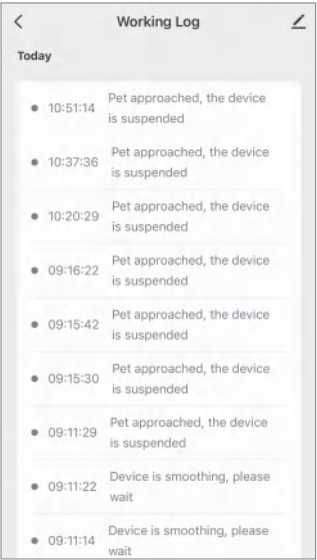 Working Log
Today
10:51:14 Pet approached, the device
is suspended
10:37:36 Pet approached, the device
is suspended
10:20:29 Pet approached, the device
is suspended
09:16:22 Pet approached, the device
is suspended
09:15:42 Pet approached, the device
is suspended
09:15:30 Pet approached, the device
is suspended
09:11:29 Pet approached, the device
is suspended
09:11:22 Device is smoothing, please
wait
09:11:14 Device is smoothing, please
wait